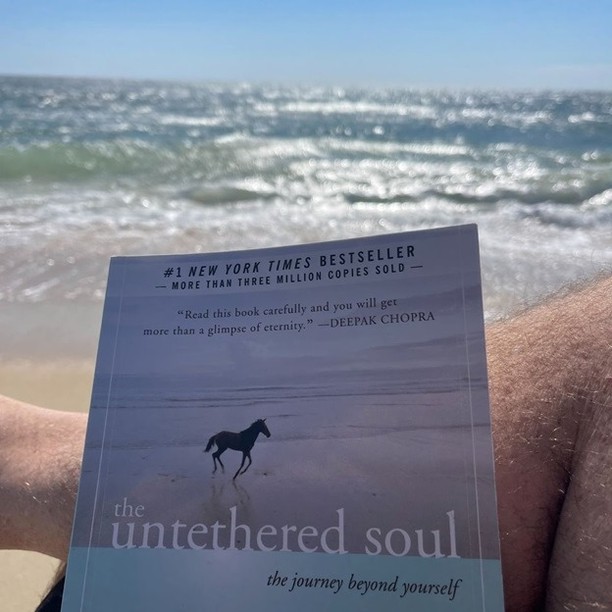 #1 NEW YORK TIMES BESTSELLER
— MORE THAN THREE MILLION COPIES SOLD —
“Read this book carefully and you will get
more than a glimpse of eternity.” —DEEPAK CHOPRA
the
untethered soul
the journey beyond yourself